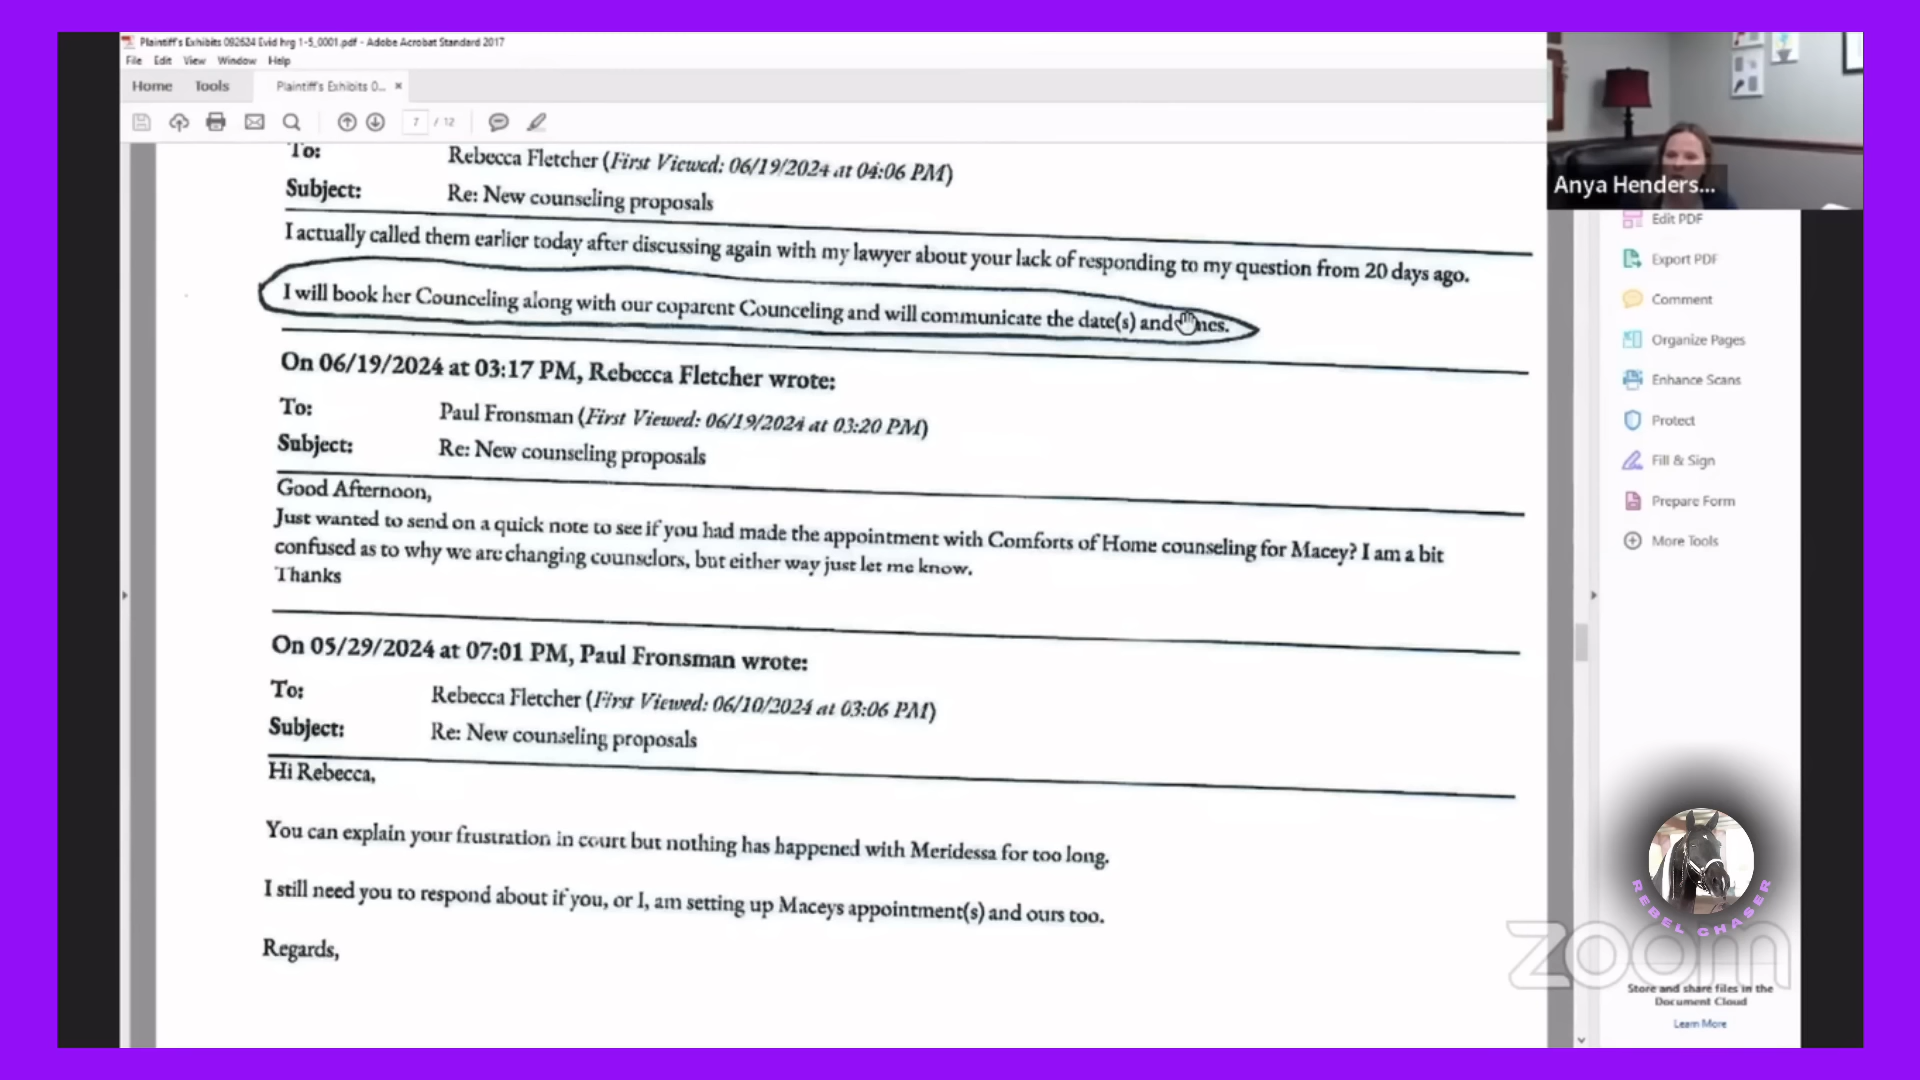 Plaintiff's Exhibits 092624 Evid hrg 1-5_0001.pdf - Adobe Acrobat Standard 2017
File Edit View Window Help
Home Tools Plaintiff's Exhibits 0... ×
7 / 12
To: Rebecca Fletcher (First Viewed: 06/19/2024 at 04:06 PM)
Subject: Re: New counseling proposals
I actually called them earlier today after discussing again with my lawyer about your lack of responding to my question from 20 days ago.
I will book her Counceling along with our coparent Counceling and will communicate the date(s) and
On 06/19/2024 at 03:17 PM, Rebecca Fletcher wrote:
To: Paul Fronsman (First Viewed: 06/19/2024 at 03:20 PM)
Subject: Re: New counseling proposals
Good Afternoon,
Just wanted to send on a quick note to see if you had made the appointment with Comforts of Home counseling for Macey? I am a bit
confused as to why we are changing counselors, but either way just let me know.
Thanks
On 05/29/2024 at 07:01 PM, Paul Fronsman wrote:
To: Rebecca Fletcher (First Viewed: 06/10/2024 at 03:06 PM)
Subject: Re: New counseling proposals
Hi Rebecca,
You can explain your frustration in court but nothing has happened with Meridessa for too long.
I still need you to respond about if you, or I, am setting up Maceys appointment(s) and ours too.
Regards,
Anya Henders...
Edit PDF
Export PDF
Comment
Organize Pages
Enhance Scans
Protect
Fill & Sign
Prepare Form
More Tools
REBEL CHASER
zoom
Store and share files in the
Document Cloud
Learn More